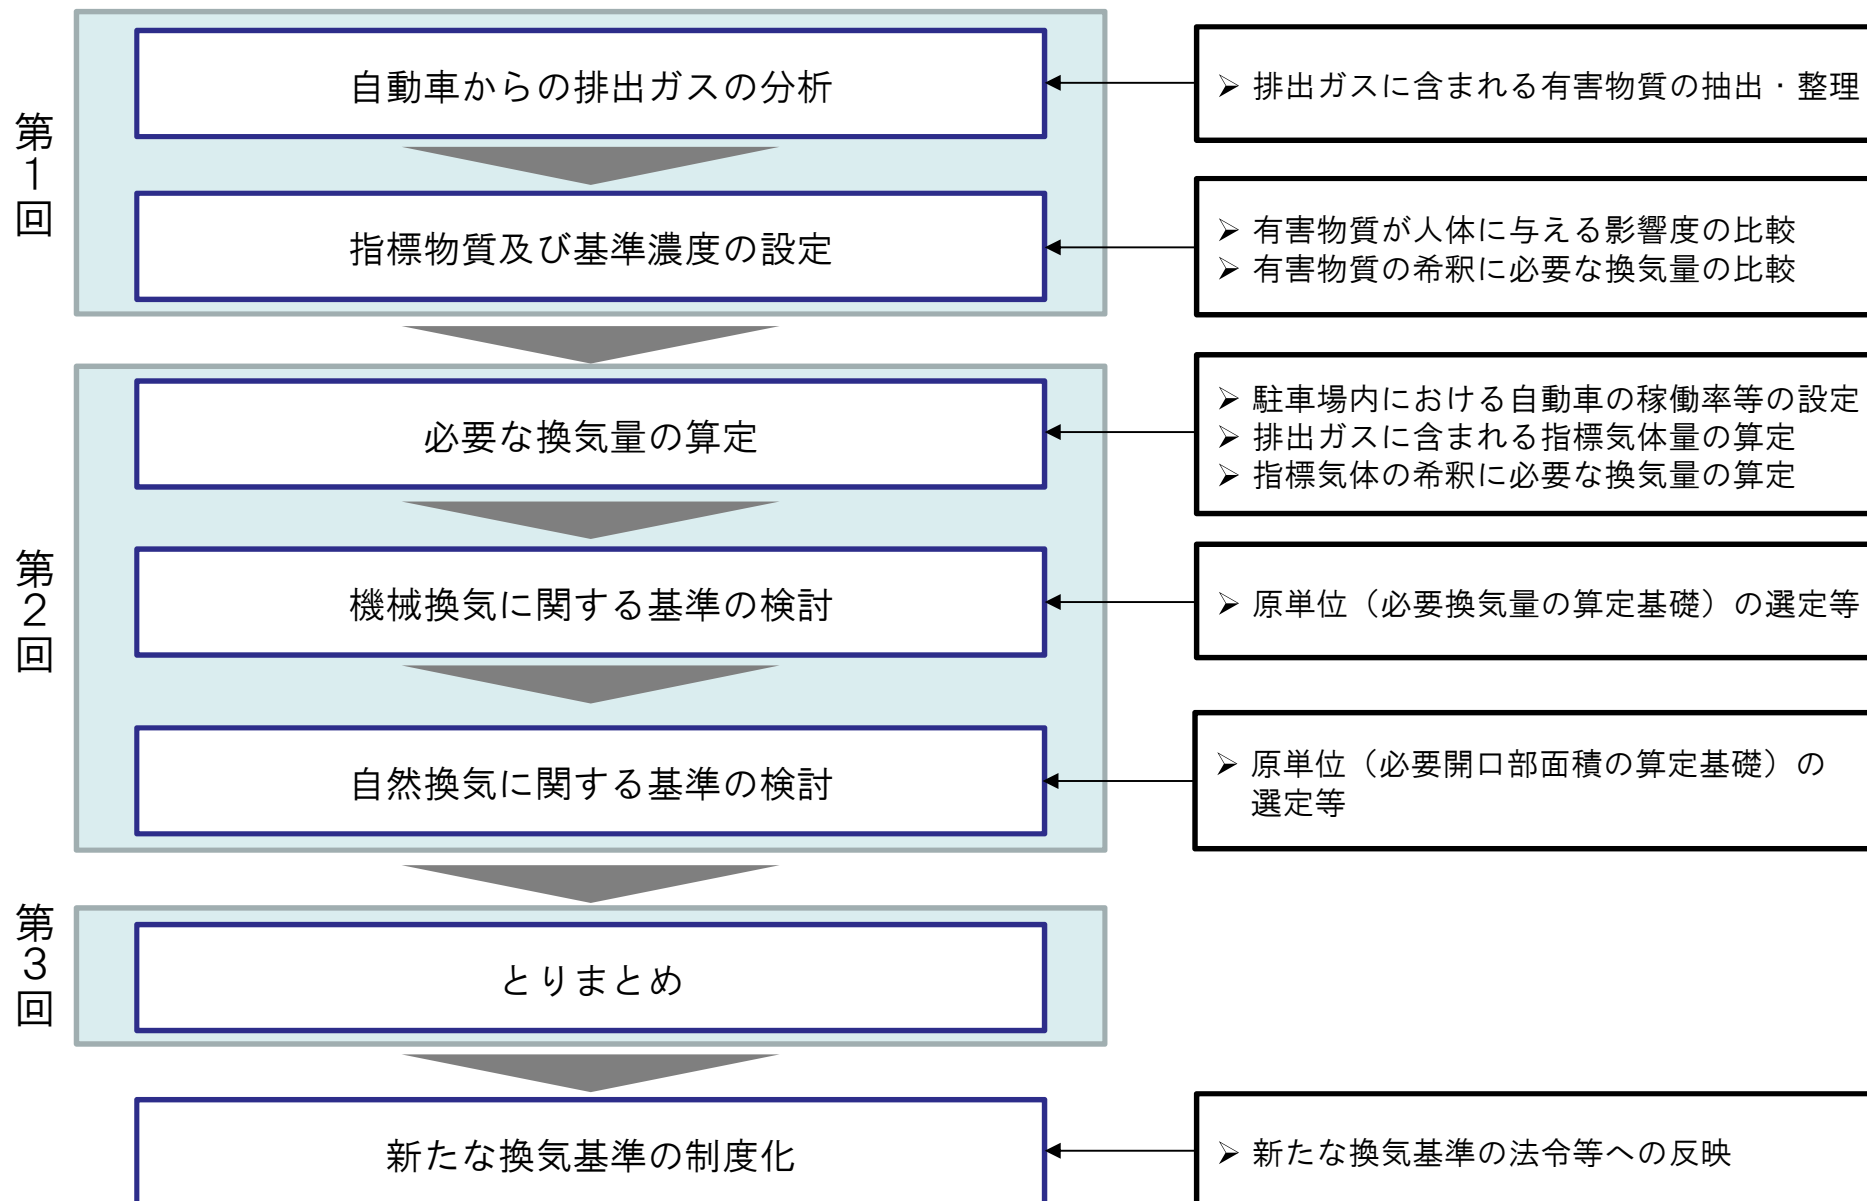 第1回
自動車からの排出ガスの分析
➢ 排出ガスに含まれる有害物質の抽出・整理
指標物質及び基準濃度の設定
➢ 有害物質が人体に与える影響度の比較
➢ 有害物質の希釈に必要な換気量の比較
第2回
必要な換気量の算定
➢ 駐車場内における自動車の稼働率等の設定
➢ 排出ガスに含まれる指標気体量の算定
➢ 指標気体の希釈に必要な換気量の算定
機械換気に関する基準の検討
➢ 原単位（必要換気量の算定基礎）の選定等
自然換気に関する基準の検討
➢ 原単位（必要開口部面積の算定基礎）の
選定等
第3回
とりまとめ
新たな換気基準の制度化
➢ 新たな換気基準の法令等への反映